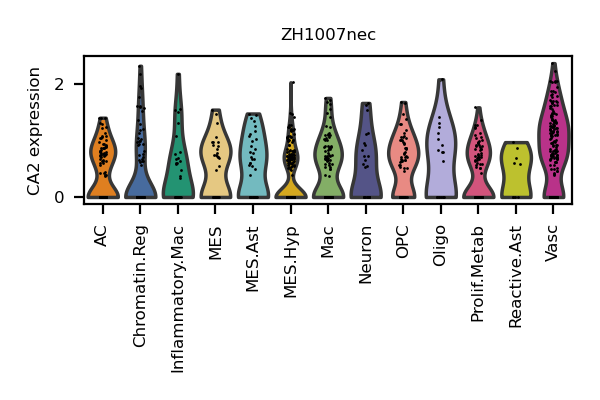 ZH1007nec
CA2 expression
2
0
AC
Chromatin.Reg
Inflammatory.Mac
MES
MES.Ast
MES.Hyp
Mac
Neuron
OPC
Oligo
Prolif.Metab
Reactive.Ast
Vasc